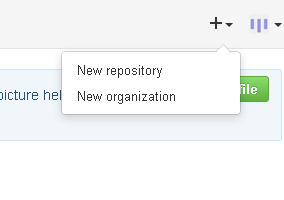 New repository
New organization
picture hel
file